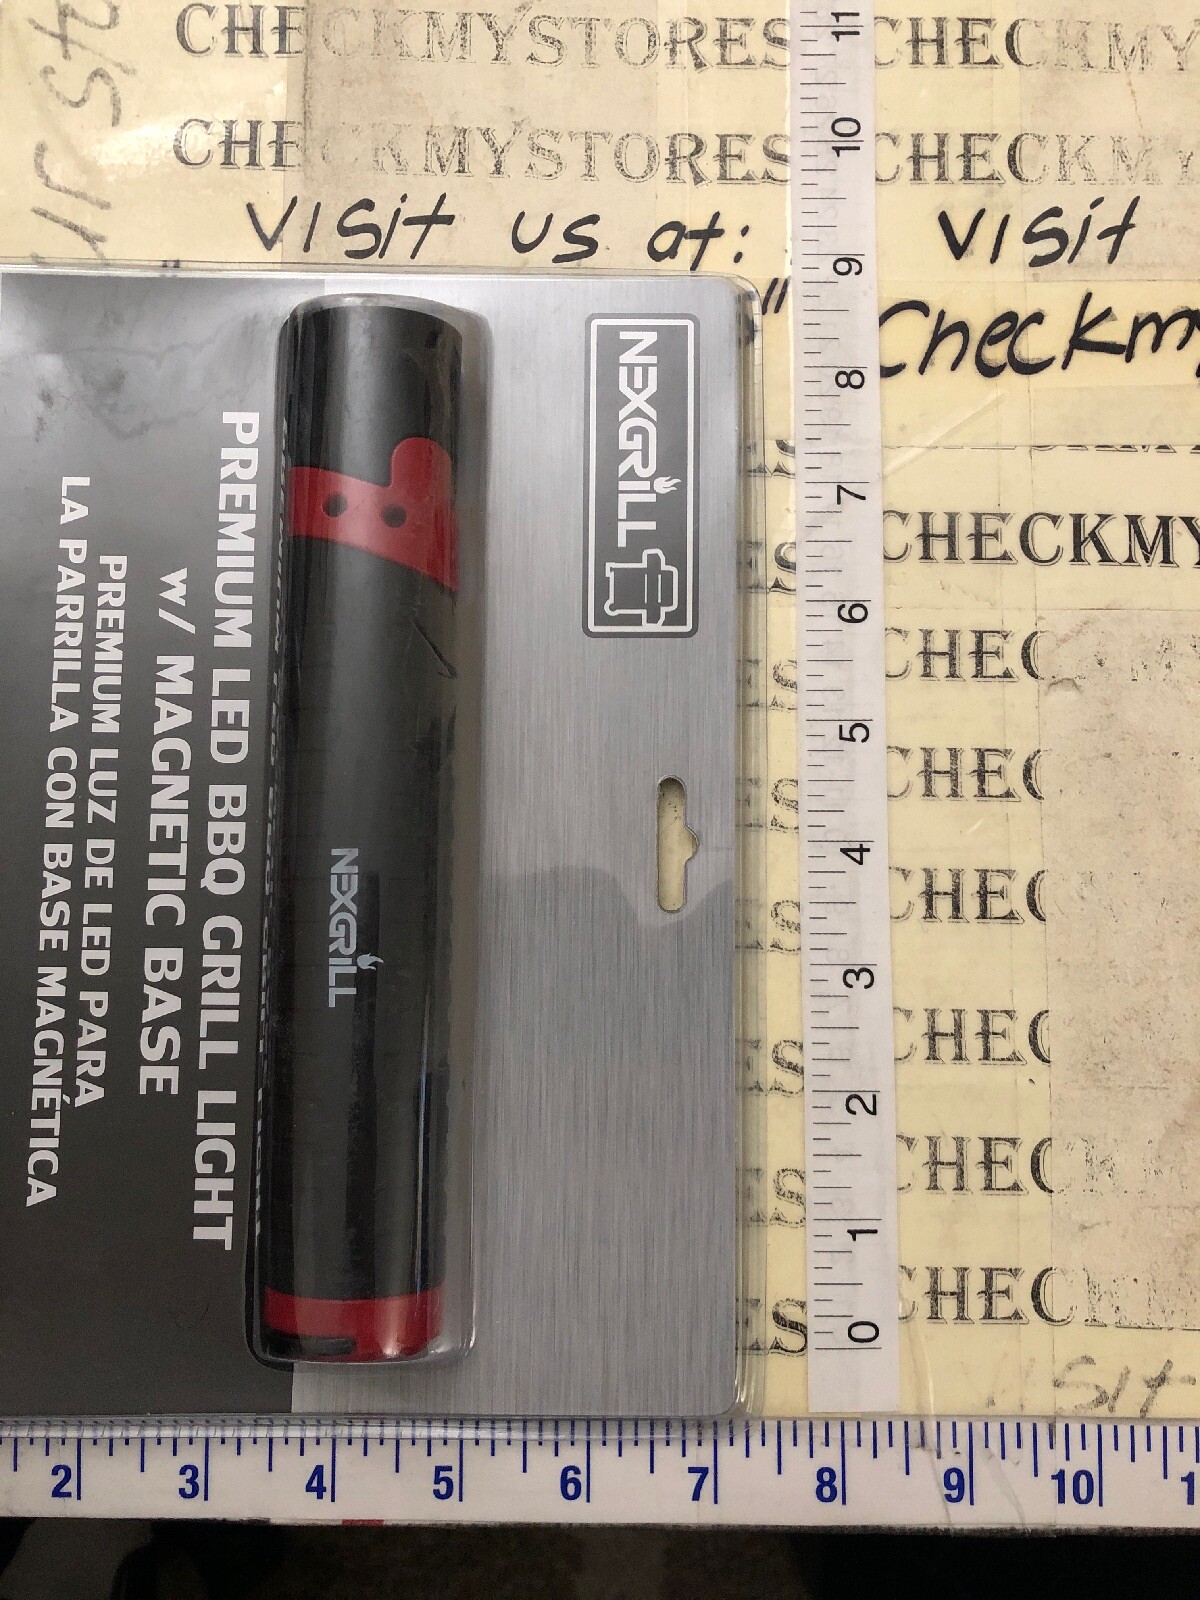 CHECKMYSTORES CHECKMY
CHECKMYSTORES CHECKMY
Visit us at: Visit
" Checkmy
CHECKMY
CHEC
CHEC
CHEC
CHEC
CHEC
CHEC
NEXGRILL
NEXGRILL
PREMIUM LED BBQ GRILL LIGHT
w/ MAGNETIC BASE
PREMIUM LUZ DE LED PARA
LA PARRILLA CON BASE MAGNÉTICA
11
10
9
8
7
6
5
4
3
2
1
0
2 3 4 5 6 7 8 9 10 1